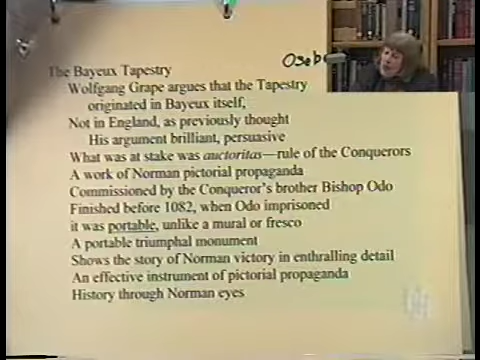 Oseb
The Bayeux Tapestry
Wolfgang Grape argues that the Tapestry
originated in Bayeux itself,
Not in England, as previously thought
His argument brilliant, persuasive
What was at stake was auctoritas—rule of the Conquerors
A work of Norman pictorial propaganda
Commissioned by the Conqueror's brother Bishop Odo
Finished before 1082, when Odo imprisoned
it was portable, unlike a mural or fresco
A portable triumphal monument
Shows the story of Norman victory in enthralling detail
An effective instrument of pictorial propaganda
History through Norman eyes